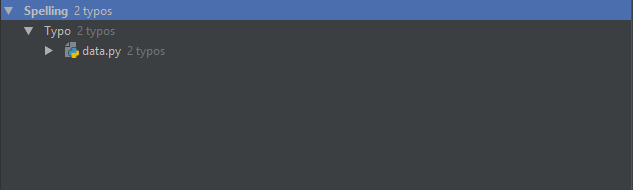 Spelling 2 typos
Typo 2 typos
data.py 2 typos